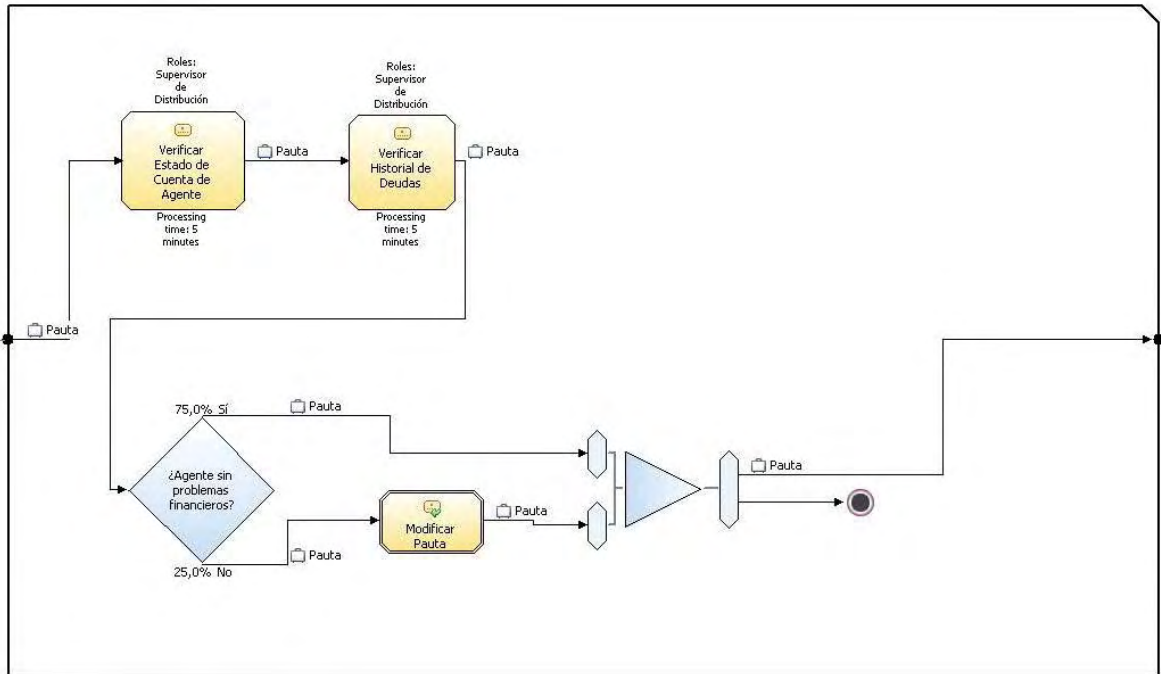 Roles:
Supervisor
de
Distribución
Verificar
Estado de
Cuenta de
Agente
Processing
time: 5
minutes
Pauta
Roles:
Supervisor
de
Distribución
Verificar
Historial de
Deudas
Processing
time: 5
minutes
Pauta
Pauta
75,0% Sí
Pauta
¿Agente sin
problemas
financieros?
25,0% No
Pauta
Modificar
Pauta
Pauta
Pauta